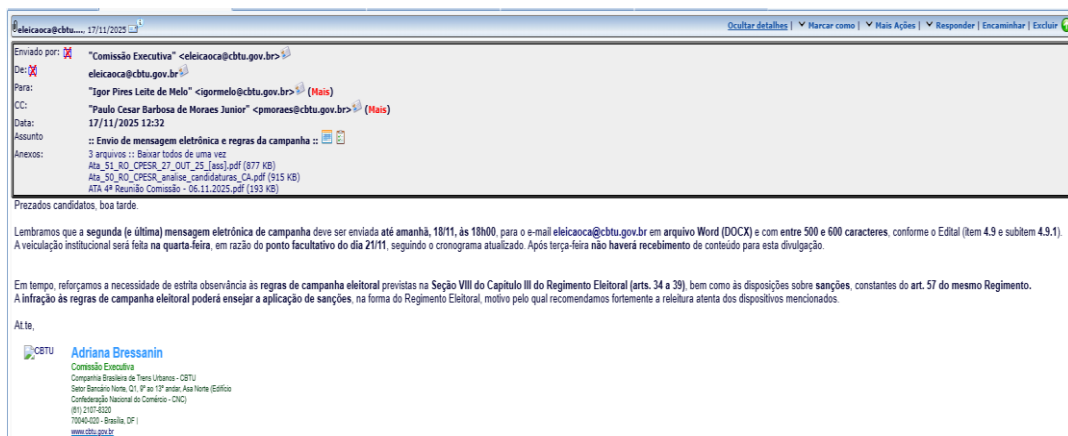 eleicaoca@cbtu...., 17/11/2025
Ocultar detalhes | Marcar como | Mais Ações | Responder | Encaminhar | Excluir
Enviado por: "Comissão Executiva" <eleicaoca@cbtu.gov.br>
De: eleicaoca@cbtu.gov.br
Para: "Igor Pires Leite de Melo" <igormelo@cbtu.gov.br> (Mais)
CC: "Paulo Cesar Barbosa de Moraes Junior" <pmoraes@cbtu.gov.br> (Mais)
Data: 17/11/2025 12:32
Assunto :: Envio de mensagem eletrônica e regras da campanha ::
Anexos: 3 arquivos :: Baixar todos de uma vez
Ata_51_RO_CPESR_27_OUT_25_[ass].pdf (877 KB)
Ata_50_RO_CPESR_analise_candidaturas_CA.pdf (915 KB)
ATA 4ª Reunião Comissão - 06.11.2025.pdf (193 KB)
Prezados candidatos, boa tarde.
Lembramos que a segunda (e última) mensagem eletrônica de campanha deve ser enviada até amanhã, 18/11, às 18h00, para o e-mail eleicaoca@cbtu.gov.br em arquivo Word (DOCX) e com entre 500 e 600 caracteres, conforme o Edital (item 4.9 e subitem 4.9.1).
A veiculação institucional será feita na quarta-feira, em razão do ponto facultativo do dia 21/11, seguindo o cronograma atualizado. Após terça-feira não haverá recebimento de conteúdo para esta divulgação.
Em tempo, reforçamos a necessidade de estrita observância às regras de campanha eleitoral previstas na Seção VIII do Capítulo III do Regimento Eleitoral (arts. 34 a 39), bem como às disposições sobre sanções, constantes do art. 57 do mesmo Regimento.
A infração às regras de campanha eleitoral poderá ensejar a aplicação de sanções, na forma do Regimento Eleitoral, motivo pelo qual recomendamos fortemente a releitura atenta dos dispositivos mencionados.
At.te,
CBTU
Adriana Bressanin
Comissão Executiva
Companhia Brasileira de Trens Urbanos - CBTU
Setor Bancário Norte, Q1, 9º ao 13º andar, Asa Norte (Edifício
Confederação Nacional do Comércio - CNC)
(61) 2107-8320
70040-020 - Brasília, DF |
www.cbtu.gov.br